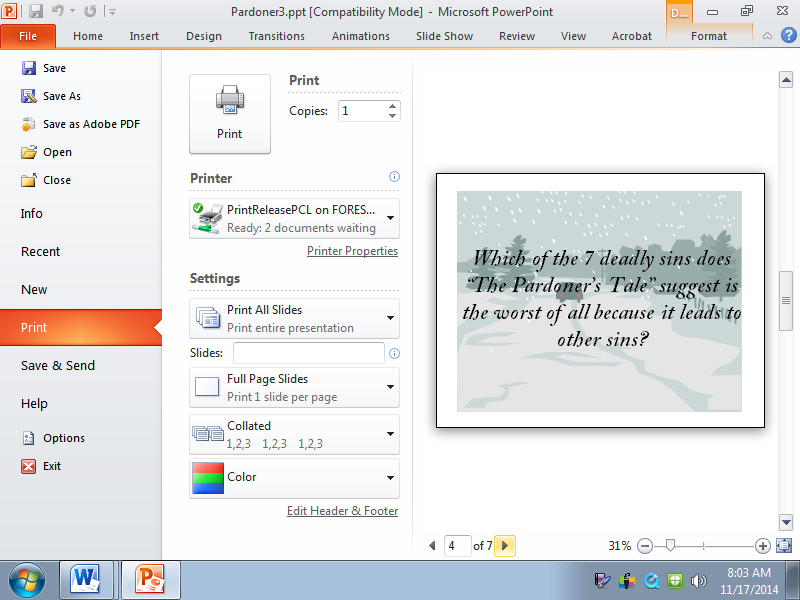 Pardoner3.ppt [Compatibility Mode] - Microsoft PowerPoint
D...
File Home Insert Design Transitions Animations Slide Show Review View Acrobat Format
Save
Save As
Save as Adobe PDF
Open
Close
Info
Recent
New
Print
Save & Send
Help
Options
Exit
Print
Print
Copies: 1
Printer
PrintReleasePCL on FORES...
Ready: 2 documents waiting
Printer Properties
Settings
Print All Slides
Print entire presentation
Slides:
Full Page Slides
Print 1 slide per page
Collated
1,2,3 1,2,3 1,2,3
Color
Edit Header & Footer
Which of the 7 deadly sins does
“The Pardoner’s Tale” suggest is
the worst of all because it leads to
other sins?
4 of 7
31%
8:03 AM
11/17/2014